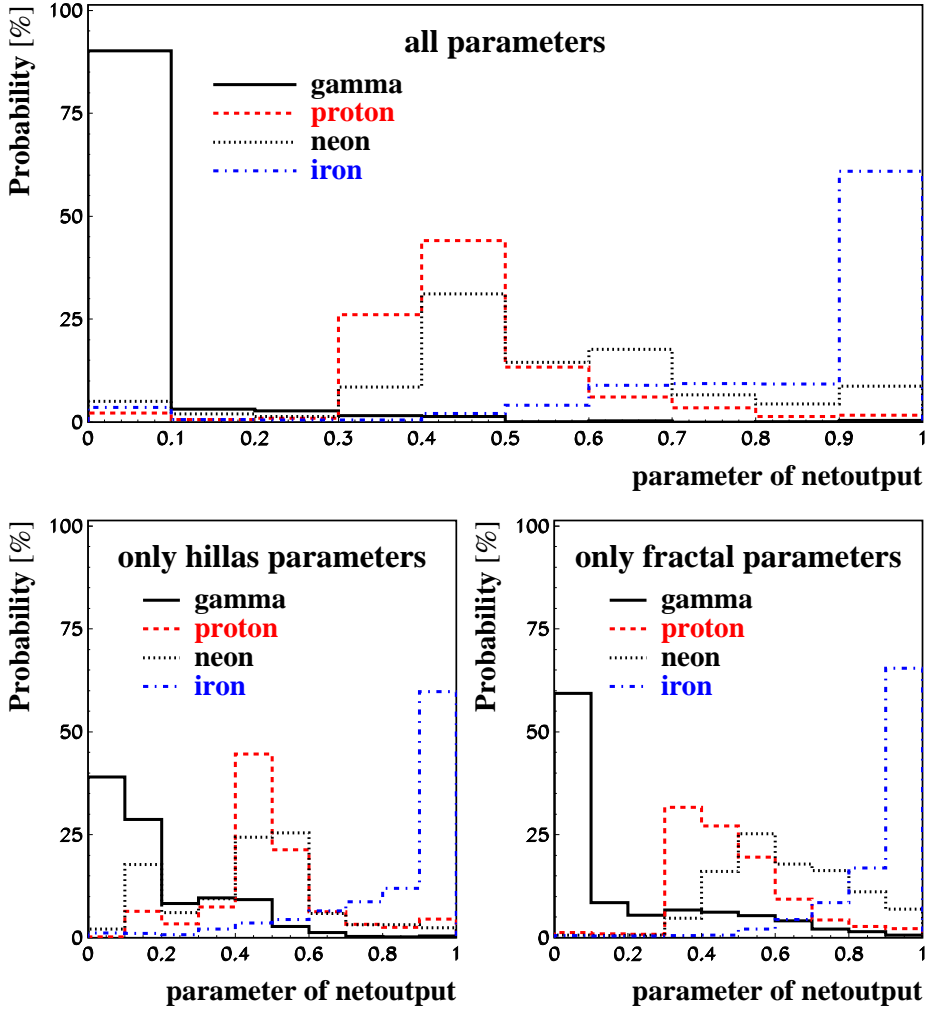 Probability [%]
100
75
50
25
0
all parameters
gamma
proton
neon
iron
0 0.1 0.2 0.3 0.4 0.5 0.6 0.7 0.8 0.9 1
parameter of netoutput
Probability [%]
100
75
50
25
0
only hillas parameters
gamma
proton
neon
iron
0 0.2 0.4 0.6 0.8 1
parameter of netoutput
Probability [%]
100
75
50
25
0
only fractal parameters
gamma
proton
neon
iron
0 0.2 0.4 0.6 0.8 1
parameter of netoutput